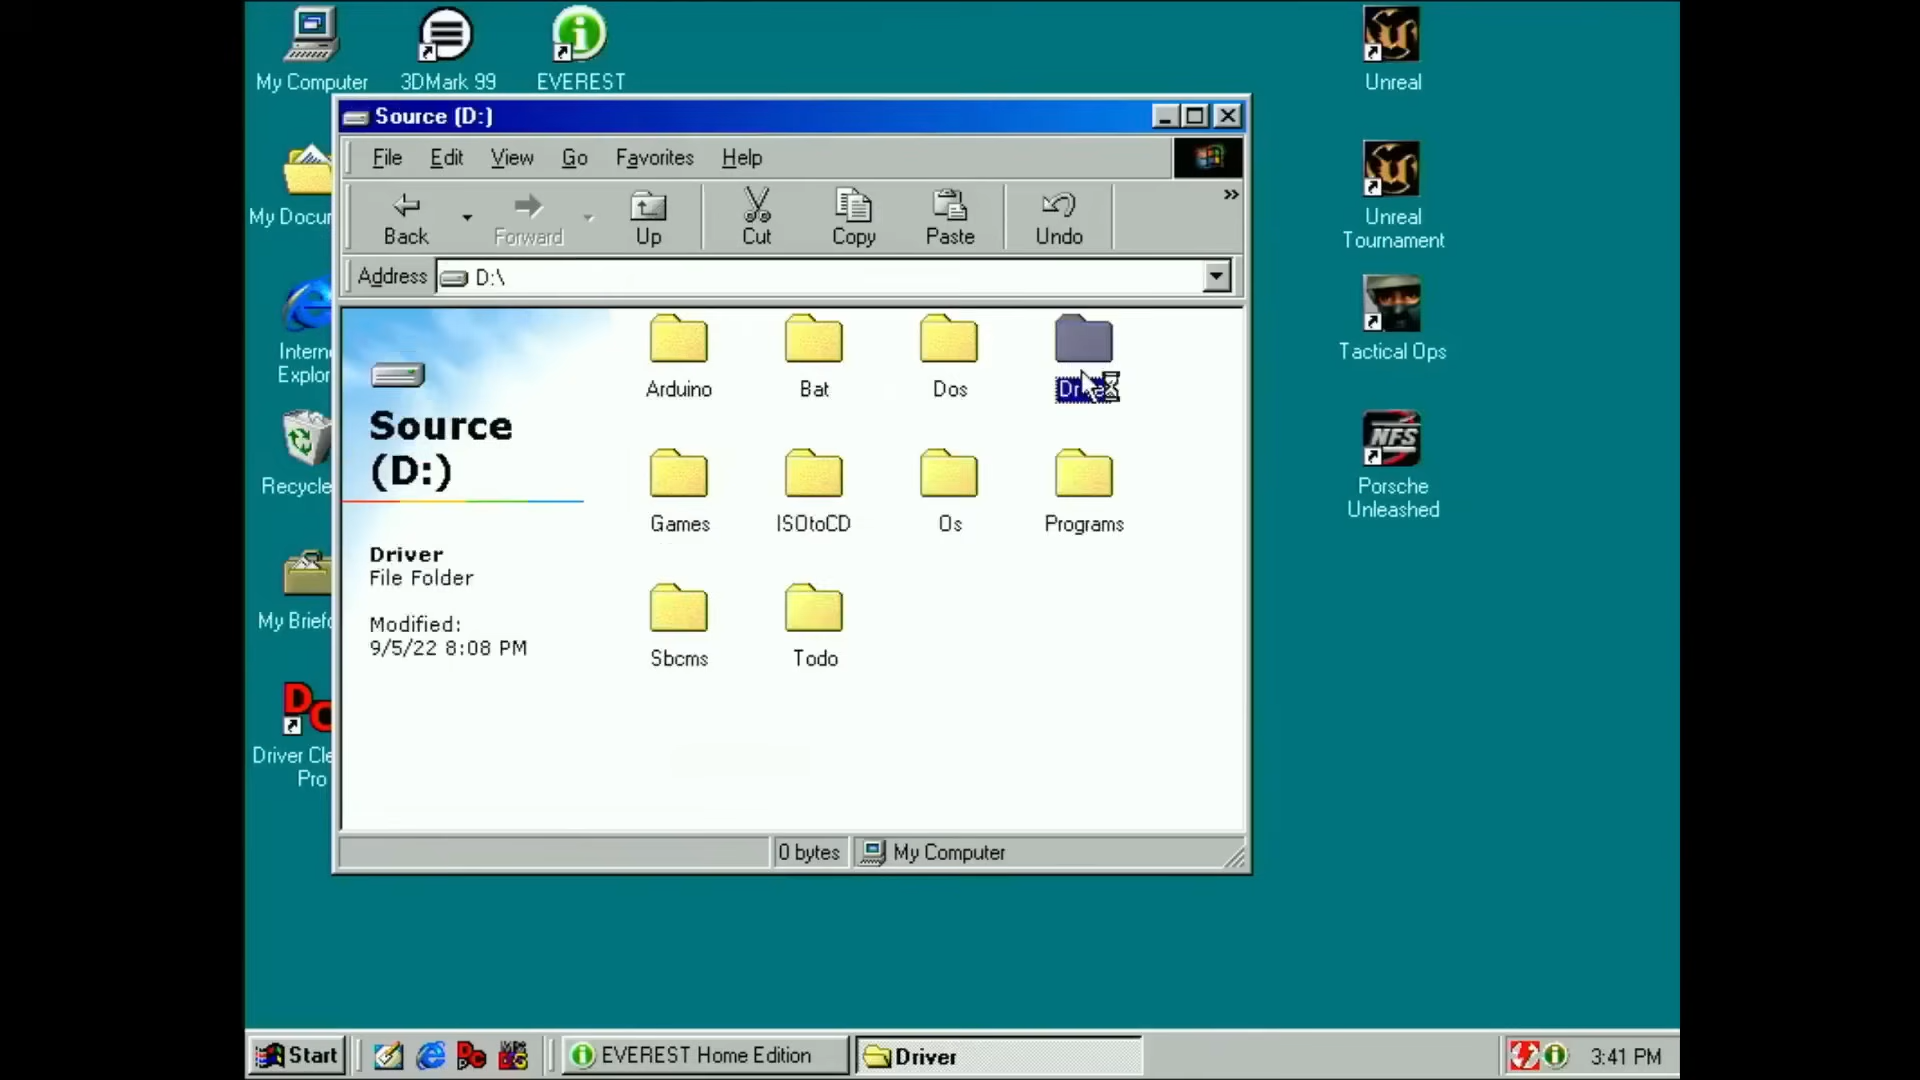 My Computer
3DMark 99
EVEREST
Unreal
Source (D:)
File Edit View Go Favorites Help
Back Forward Up Cut Copy Paste Undo »
Address D:\
My Docu
Unreal
Tournament
Intern
Explor
Tactical Ops
Recycle
NFS
Porsche
Unleashed
My Briefc
Driver Cle
Pro
Source
(D:)
Driver
File Folder
Modified:
9/5/22 8:08 PM
Arduino Bat Dos
Games ISOtoCD Os Programs
Sbcms Todo
0 bytes My Computer
Start EVEREST Home Edition Driver 3:41 PM